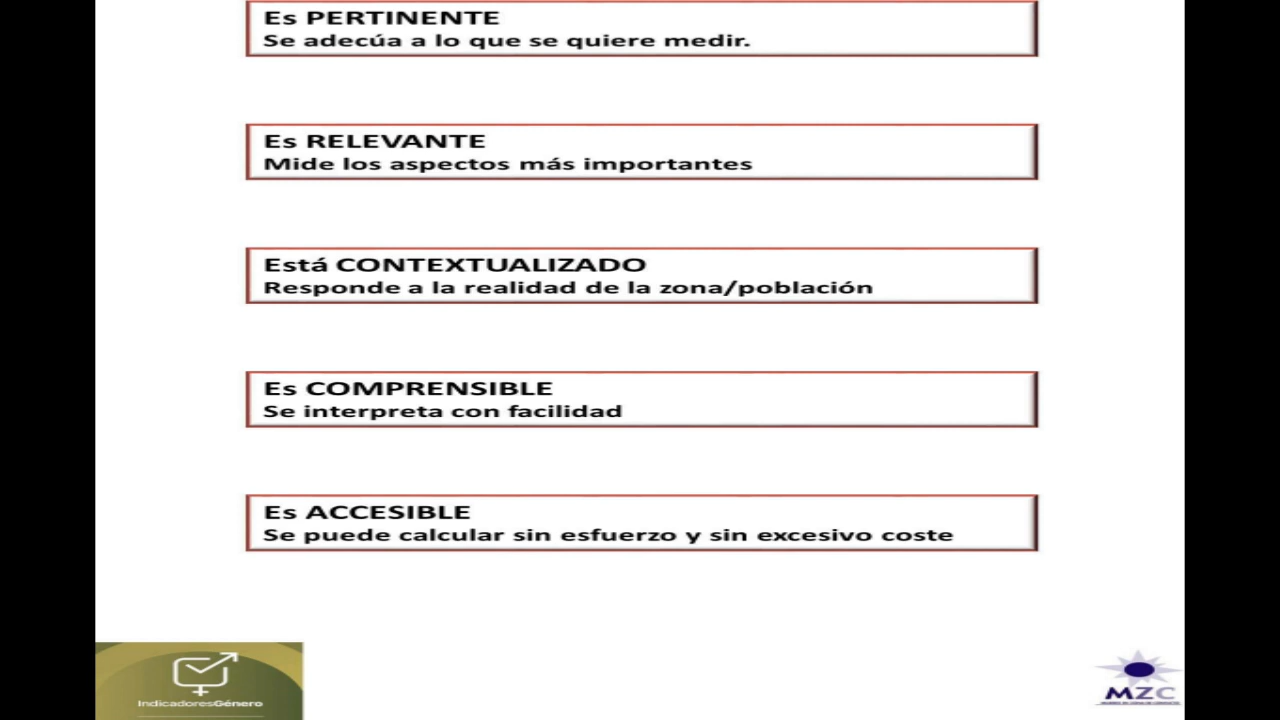 Es PERTINENTE
Se adecúa a lo que se quiere medir.
Es RELEVANTE
Mide los aspectos más importantes
Está CONTEXTUALIZADO
Responde a la realidad de la zona/población
Es COMPRENSIBLE
Se interpreta con facilidad
Es ACCESIBLE
Se puede calcular sin esfuerzo y sin excesivo coste
IndicadoresGénero
MZC